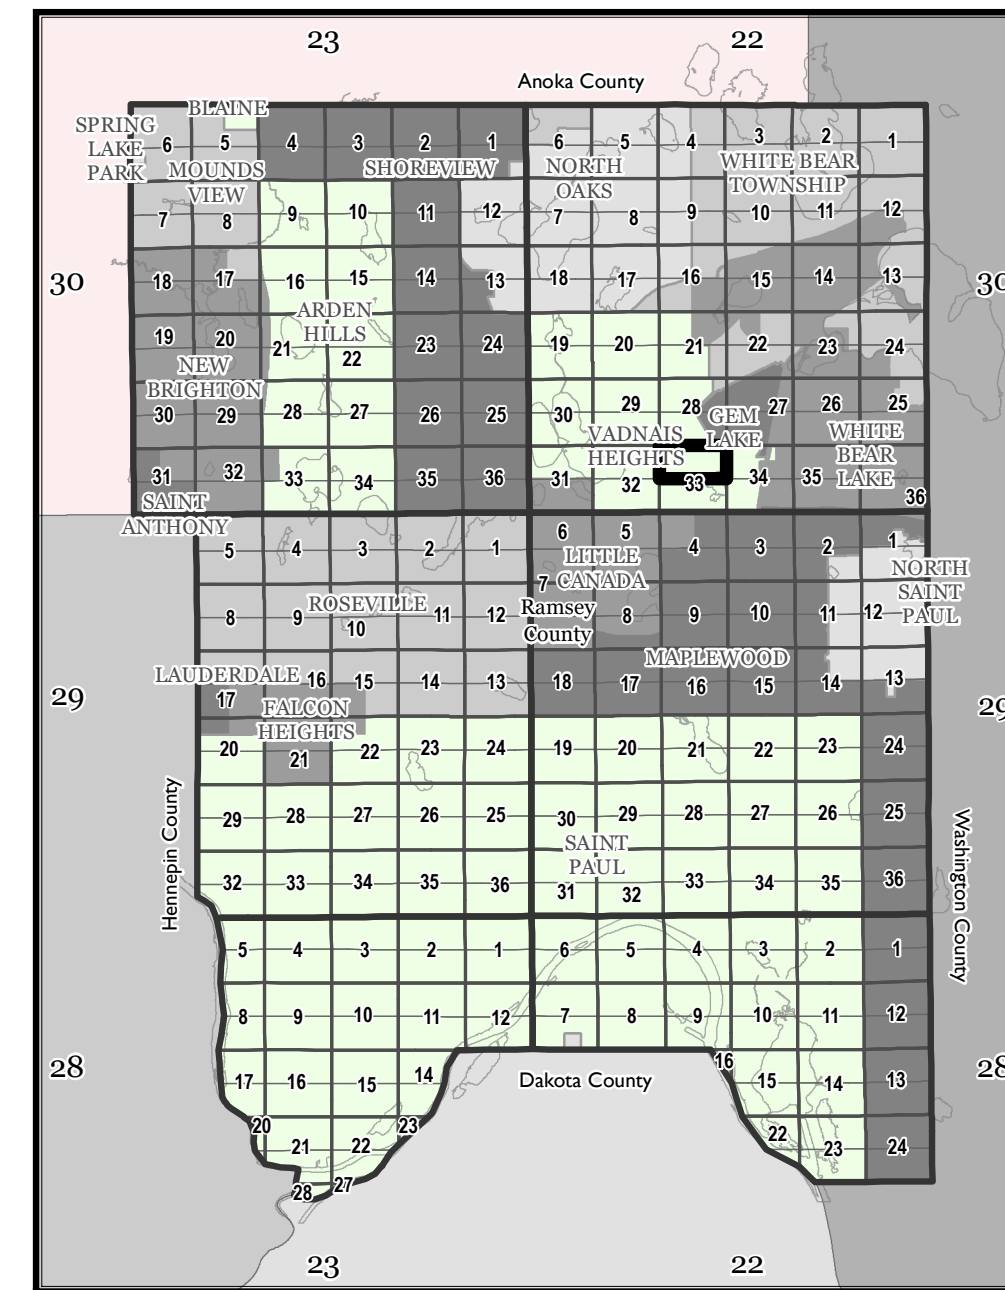 23 22
Anoka County
BLAINE
SPRING
LAKE
PARK
6 5 4 3 2 1 6 5 4 3 2 1
MOUNDS
VIEW
SHOREVIEW
NORTH
OAKS
WHITE BEAR
TOWNSHIP
7 8 9 10 11 12 7 8 9 10 11 12
30 18 17 16 15 14 13 18 17 16 15 14 13 30
ARDEN
HILLS
19 20 21 22 23 24 19 20 21 22 23 24
NEW
BRIGHTON
30 29 28 27 26 25 30 29 28 27 26 25
GEM
LAKE
VADNAIS
HEIGHTS
WHITE
BEAR
LAKE
31 32 33 34 35 36 31 32 33 34 35 36
SAINT
ANTHONY
5 4 3 2 1 6 5 4 3 2 1
LITTLE
CANADA
NORTH
SAINT
PAUL
7
ROSEVILLE
Ramsey
County
8 9 10 11 12 8 9 10 11 12
MAPLEWOOD
LAUDERDALE
29 17 16 15 14 13 18 17 16 15 14 13 29
FALCON
HEIGHTS
20 21 22 23 24 19 20 21 22 23 24
Hennepin County
29 28 27 26 25 30 29 28 27 26 25
Washington County
SAINT
PAUL
32 33 34 35 36 31 32 33 34 35 36
5 4 3 2 1 6 5 4 3 2 1
8 9 10 11 12 7 8 9 10 11 12
28 17 16 15 14 16 15 14 13 28
Dakota County
20 21 22 23 22 23 24
28 27
23 22